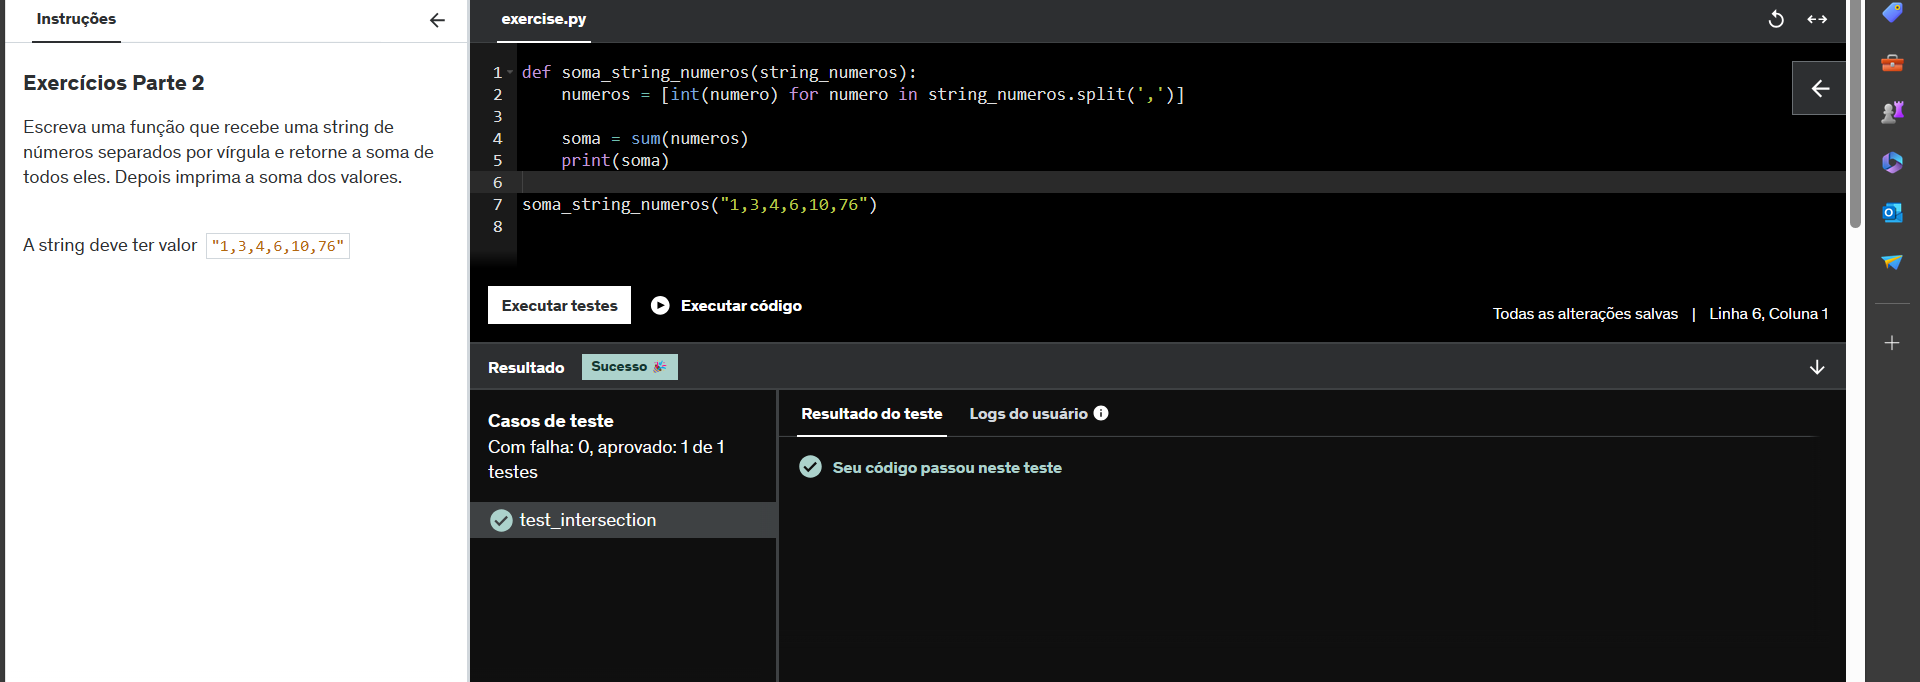 Instruções
Exercícios Parte 2
Escreva uma função que recebe uma string de
números separados por vírgula e retorne a soma de
todos eles. Depois imprima a soma dos valores.
A string deve ter valor "1,3,4,6,10,76"
exercise.py
1 def soma_string_numeros(string_numeros):
2     numeros = [int(numero) for numero in string_numeros.split(',')]
3
4     soma = sum(numeros)
5     print(soma)
6
7 soma_string_numeros("1,3,4,6,10,76")
8
Executar testes
Executar código
Todas as alterações salvas | Linha 6, Coluna 1
Resultado Sucesso
Casos de teste
Com falha: 0, aprovado: 1 de 1
testes
test_intersection
Resultado do teste Logs do usuário
Seu código passou neste teste